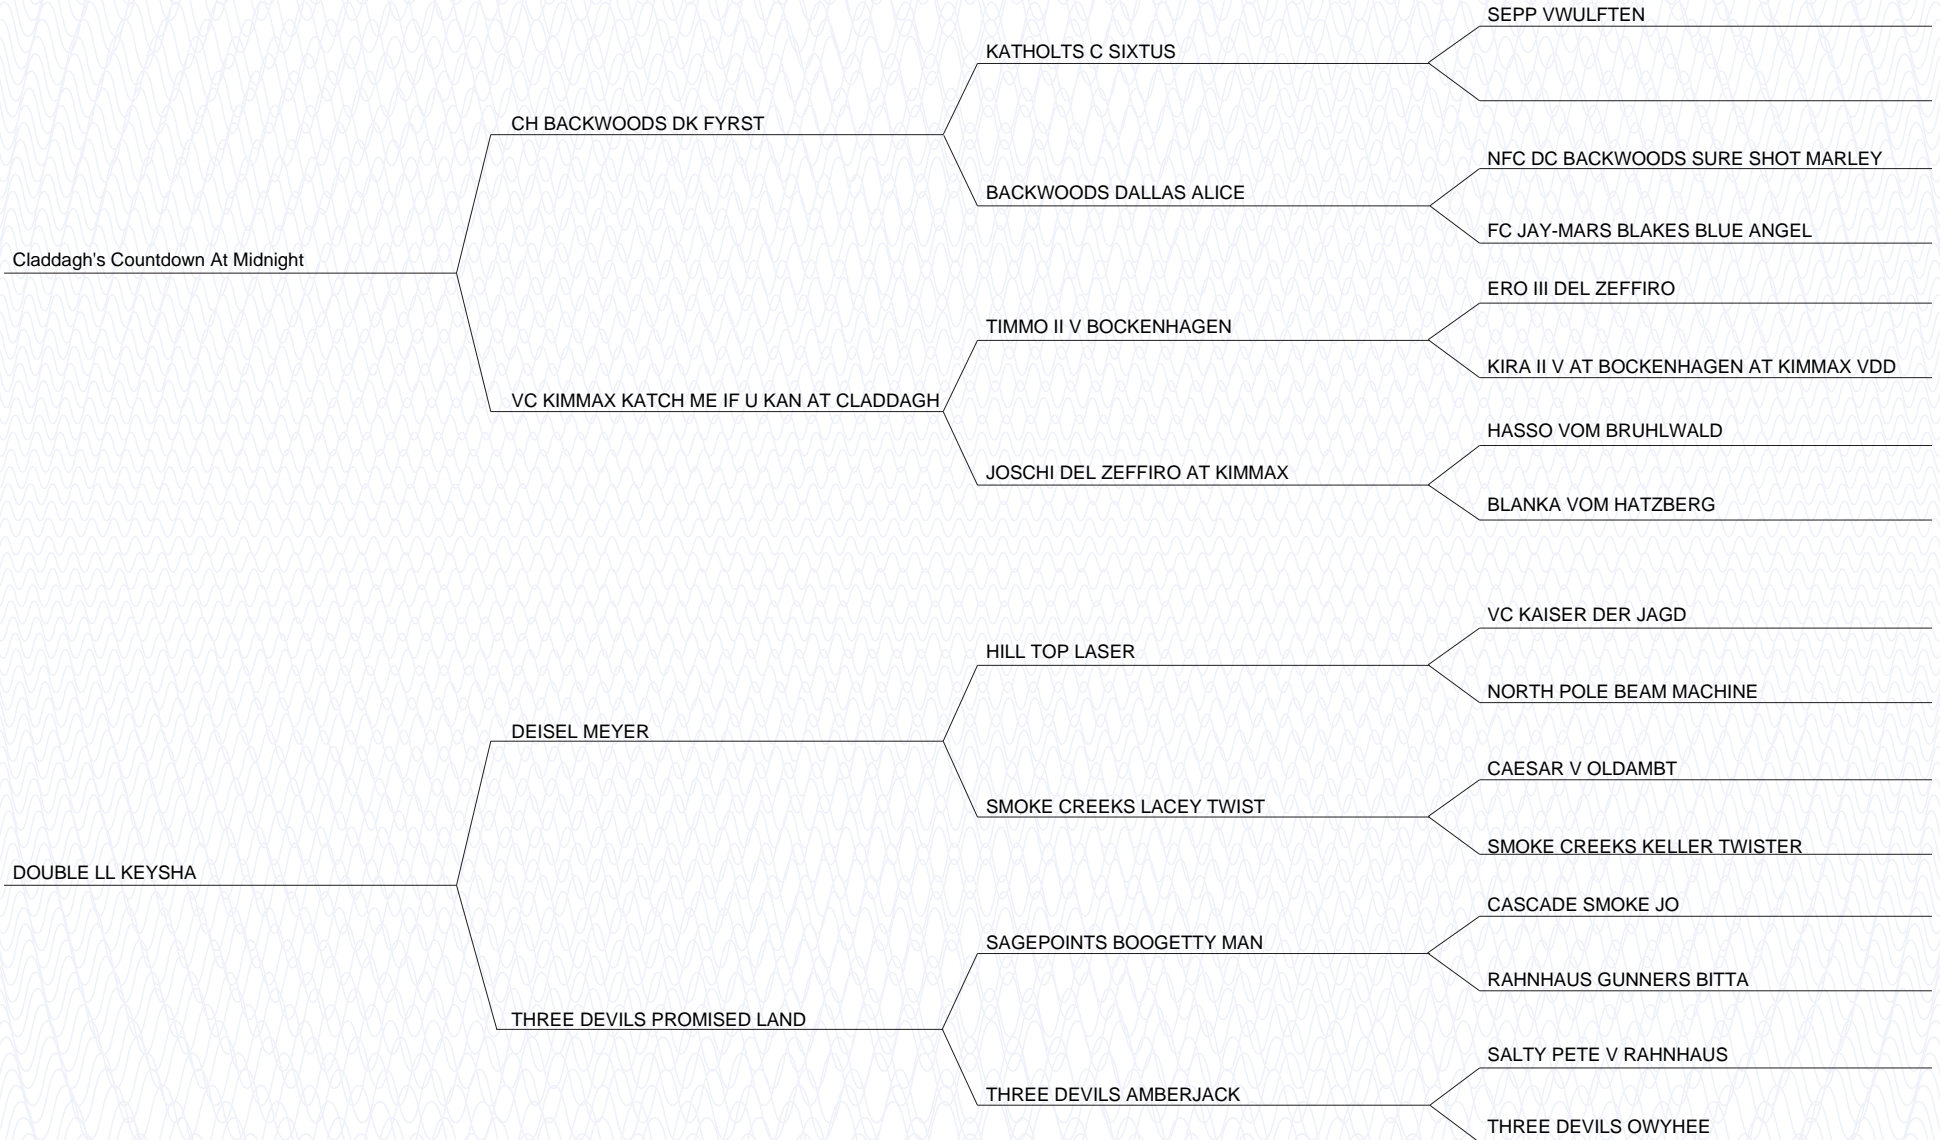 SEPP VWULFTEN
KATHOLTS C SIXTUS
CH BACKWOODS DK FYRST
NFC DC BACKWOODS SURE SHOT MARLEY
BACKWOODS DALLAS ALICE
FC JAY-MARS BLAKES BLUE ANGEL
Claddagh's Countdown At Midnight
ERO III DEL ZEFFIRO
TIMMO II V BOCKENHAGEN
KIRA II V AT BOCKENHAGEN AT KIMMAX VDD
VC KIMMAX KATCH ME IF U KAN AT CLADDAGH
HASSO VOM BRUHLWALD
JOSCHI DEL ZEFFIRO AT KIMMAX
BLANKA VOM HATZBERG
VC KAISER DER JAGD
HILL TOP LASER
NORTH POLE BEAM MACHINE
DEISEL MEYER
CAESAR V OLDAMBT
SMOKE CREEKS LACEY TWIST
SMOKE CREEKS KELLER TWISTER
DOUBLE LL KEYSHA
CASCADE SMOKE JO
SAGEPOINTS BOOGETTY MAN
RAHNHAUS GUNNERS BITTA
THREE DEVILS PROMISED LAND
SALTY PETE V RAHNHAUS
THREE DEVILS AMBERJACK
THREE DEVILS OWYHEE